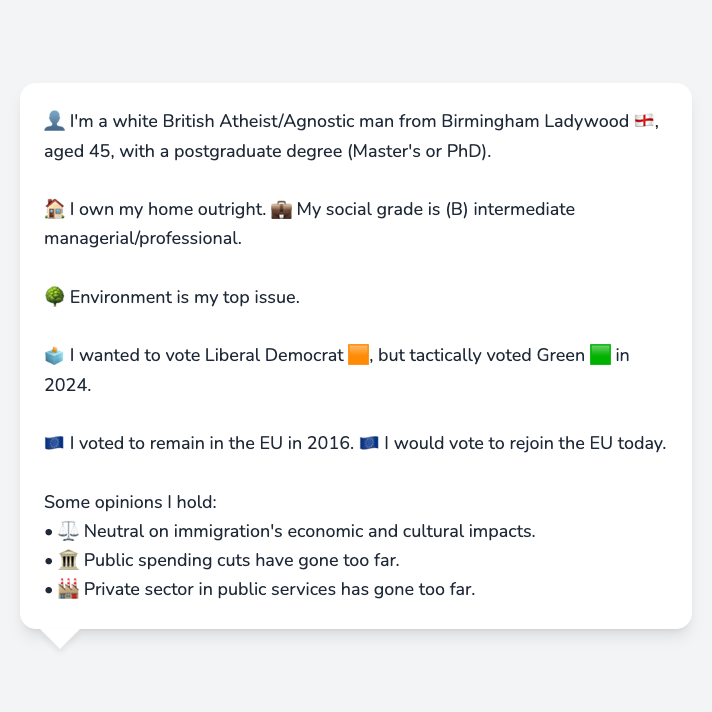 👤 I'm a white British Atheist/Agnostic man from Birmingham Ladywood 🏴󠁧󠁢󠁥󠁮󠁧󠁿,
aged 45, with a postgraduate degree (Master's or PhD).
🏠 I own my home outright. 💼 My social grade is (B) intermediate
managerial/professional.
🌳 Environment is my top issue.
🗳️ I wanted to vote Liberal Democrat 🟧, but tactically voted Green 🟩 in
2024.
🇪🇺 I voted to remain in the EU in 2016. 🇪🇺 I would vote to rejoin the EU today.
Some opinions I hold:
• ⚖️ Neutral on immigration's economic and cultural impacts.
• 🏛️ Public spending cuts have gone too far.
• 🏭 Private sector in public services has gone too far.